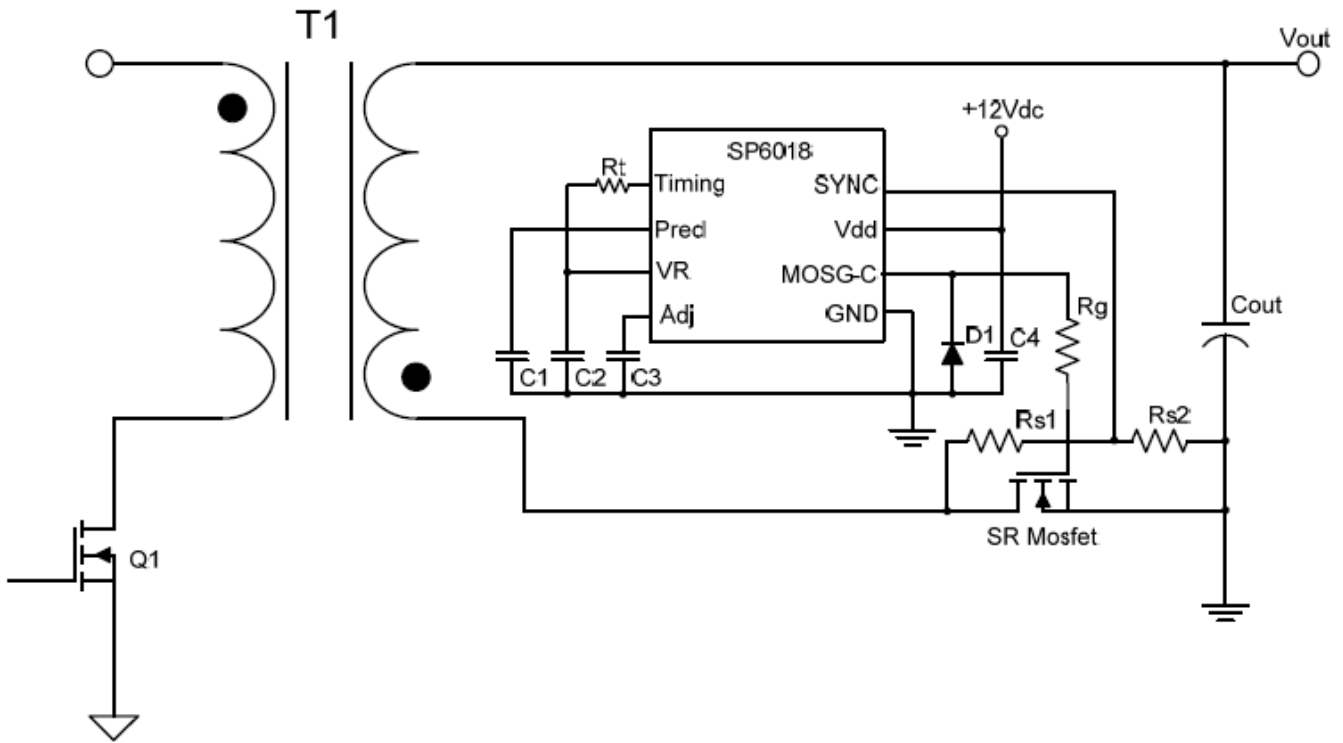 T1
Vout
+12Vdc
SP6018
Rt
Timing
SYNC
Pred
Vdd
VR
MOSG-C
Rg
Adj
GND
D1
C4
Cout
C1
C2
C3
Rs1
Rs2
SR Mosfet
Q1